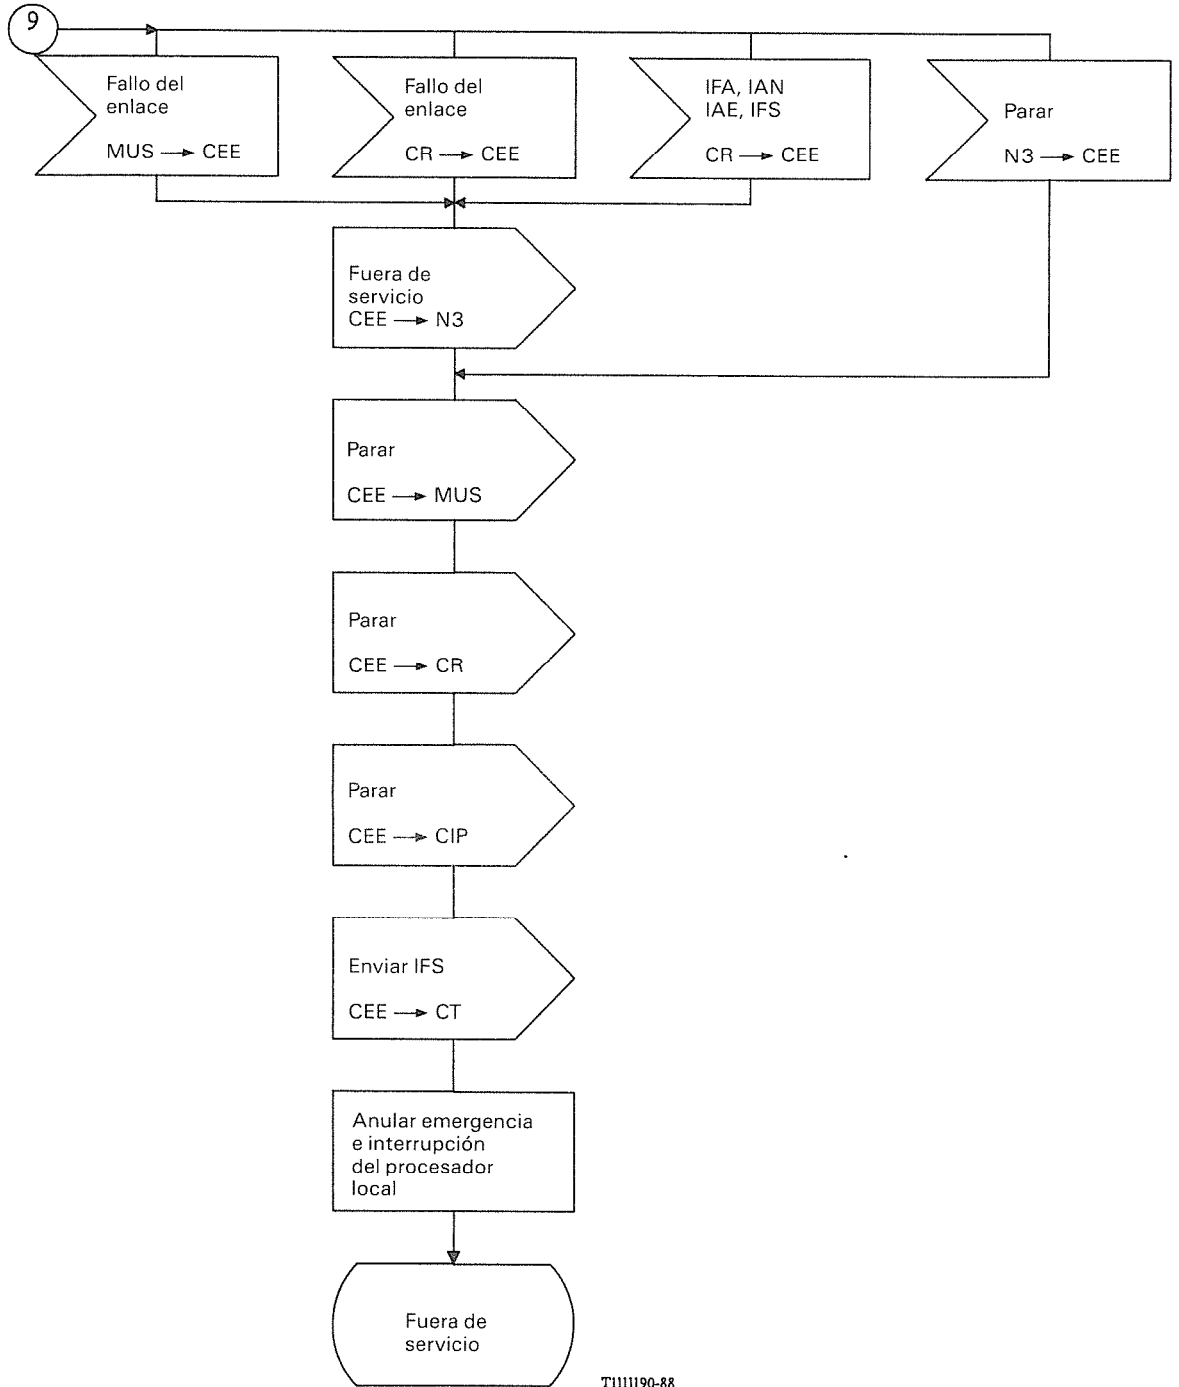 9
Fallo del
enlace
MUS → CEE
Fallo del
enlace
CR → CEE
IFA, IAN
IAE, IFS
CR → CEE
Parar
N3 → CEE
Fuera de
servicio
CEE → N3
Parar
CEE → MUS
Parar
CEE → CR
Parar
CEE → CIP
Enviar IFS
CEE → CT
Anular emergencia
e interrupción
del procesador
local
Fuera de
servicio
T1111190-88